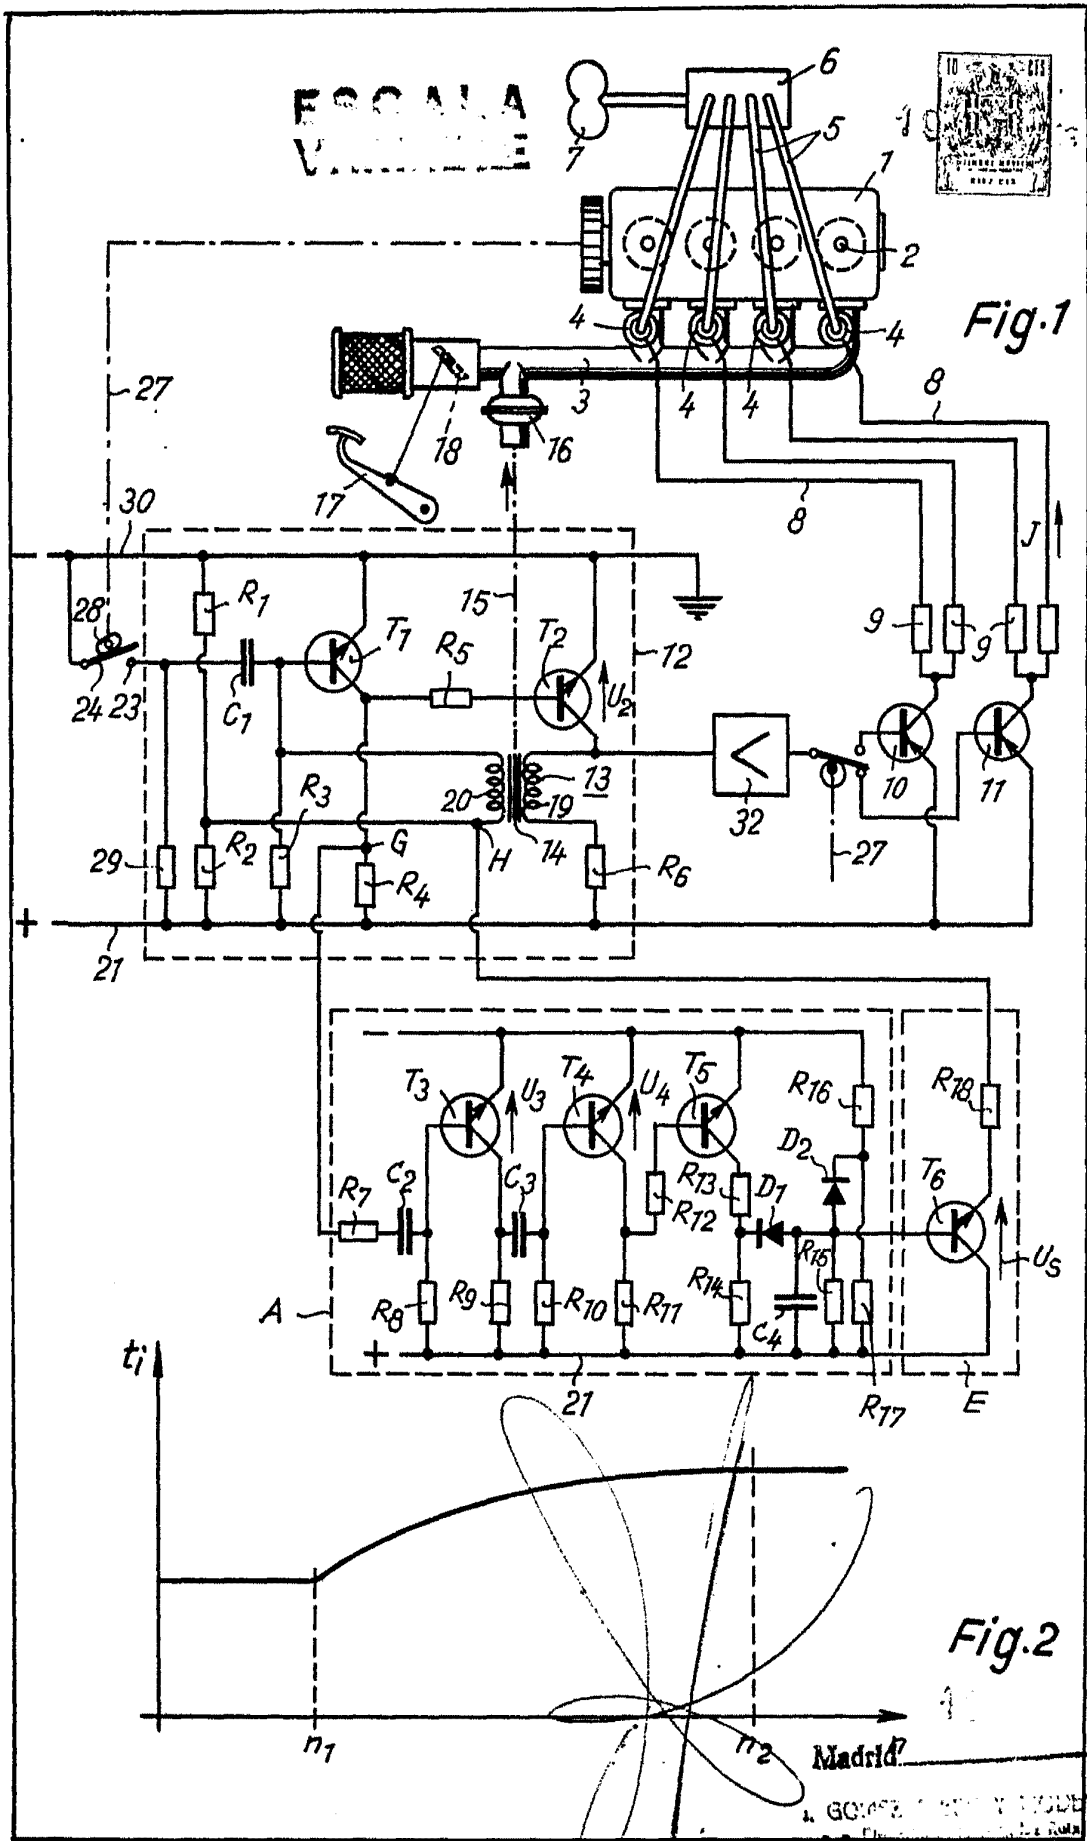 ESCALA
6
7
5
1
2
4
4
4
4
3
Fig.1
27
18
16
17
8
8
J
30
R1
28
24
23
C1
T1
R5
T2
U2
15
12
9
9
10
11
20
13
19
14
32
27
29
R2
R3
G
R4
H
R6
+
21
T3
U3
T4
U4
T5
R16
R18
D2
R7
C2
C3
R12
R13
D1
T6
R15
US
A
R8
R9
R10
R11
R14
C4
+
21
R17
E
ti
n1
n2
n
Fig.2
Madrid